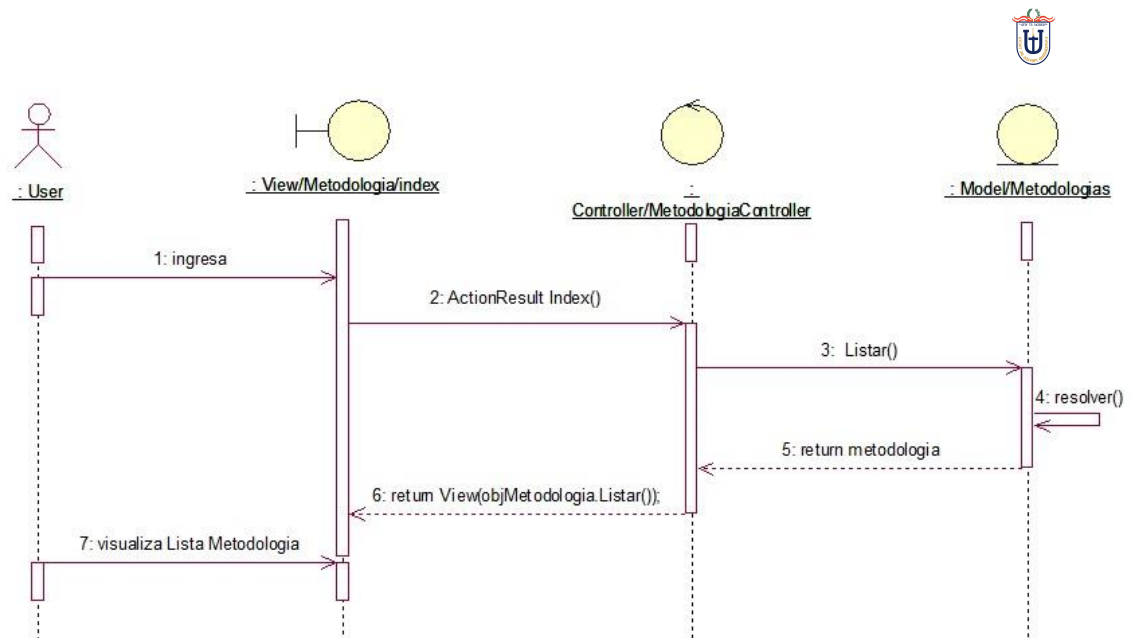 : User
: View/Metodologia/index
:
Controller/MetodologiaController
: Model/Metodologias
1: ingresa
2: ActionResult Index()
3: Listar()
4: resolver()
5: return metodologia
6: return View(objMetodologia.Listar());
7: visualiza Lista Metodologia